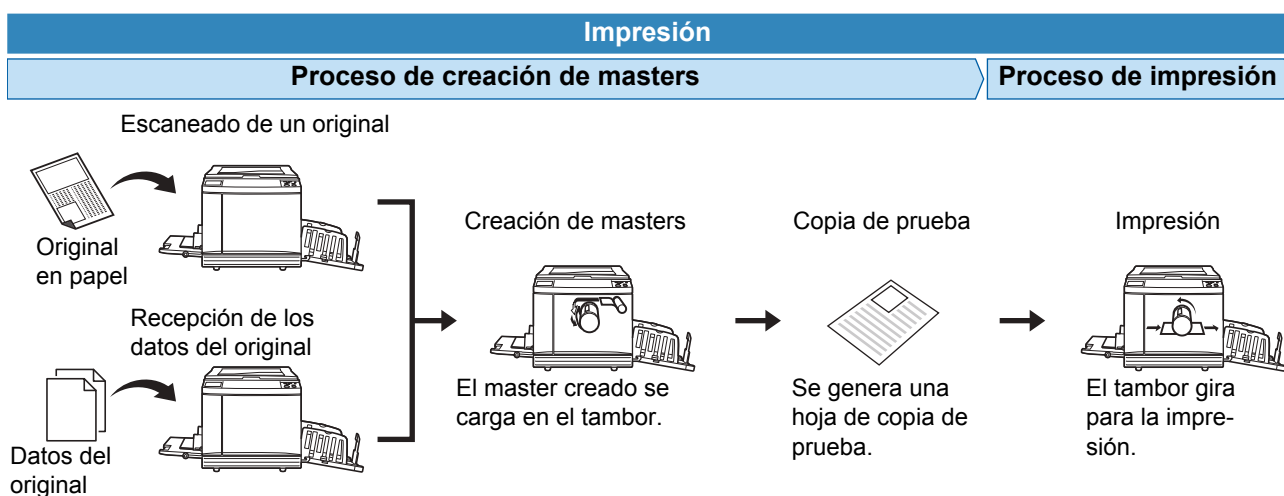 Impresión
Proceso de creación de masters
Proceso de impresión
Escaneado de un original
Original
en papel
Recepción de los
datos del original
Datos del
original
Creación de masters
El master creado se
carga en el tambor.
Copia de prueba
Se genera una
hoja de copia de
prueba.
Impresión
El tambor gira
para la impre-
sión.